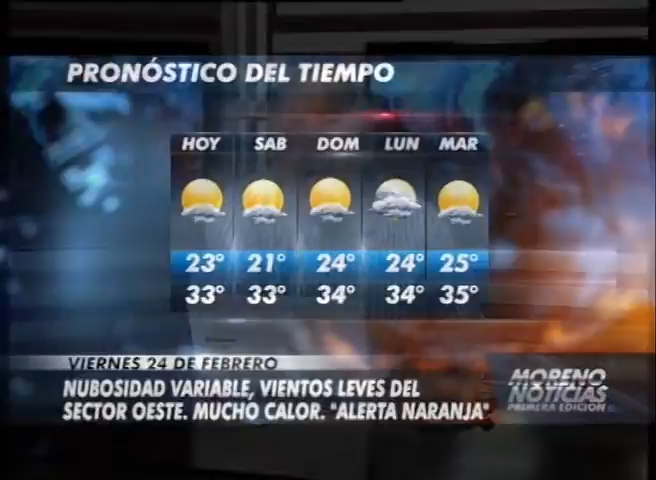 PRONÓSTICO DEL TIEMPO
HOY SAB DOM LUN MAR
23° 21° 24° 24° 25°
33° 33° 34° 34° 35°
VIERNES 24 DE FEBRERO
NUBOSIDAD VARIABLE, VIENTOS LEVES DEL
SECTOR OESTE. MUCHO CALOR. "ALERTA NARANJA"
MORENO
NOTICIAS
PRIMERA EDICIÓN